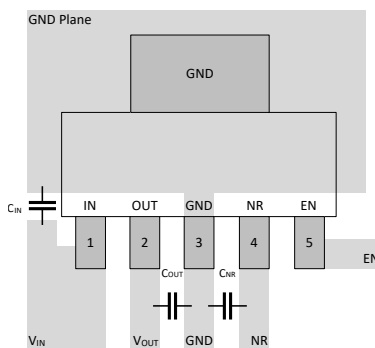 GND Plane
GND
CIN
IN OUT GND NR EN
1 2 3 4 5
EN
COUT CNR
VIN VOUT GND NR